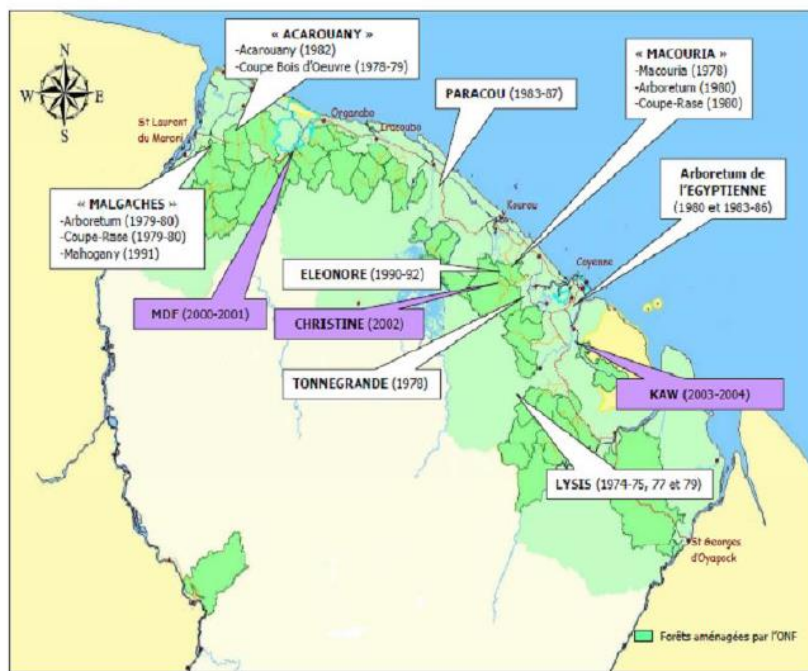 « ACAROUANY »
-Acarouany (1982)
-Coupe Bois d'Oeuvre (1978-79)
« MACOURIA »
-Macouria (1978)
-Arboretum (1980)
-Coupe-Rase (1980)
N
W E
S
PARACOU (1983-87)
St Laurent
du Maroni
Organabo
Iracoubo
Arboretum de
l'EGYPTIENNE
(1980 et 1983-86)
« MALGACHES »
-Arboretum (1979-80)
-Coupe-Rase (1979-80)
-Mahogany (1991)
Kourou
Cayenne
ELEONORE (1990-92)
MDF (2000-2001)
CHRISTINE (2002)
TONNEGRANDE (1978)
KAW (2003-2004)
LYSIS (1974-75, 77 et 79)
St Georges
d'Oyapock
Forêts aménagées par l'ONF